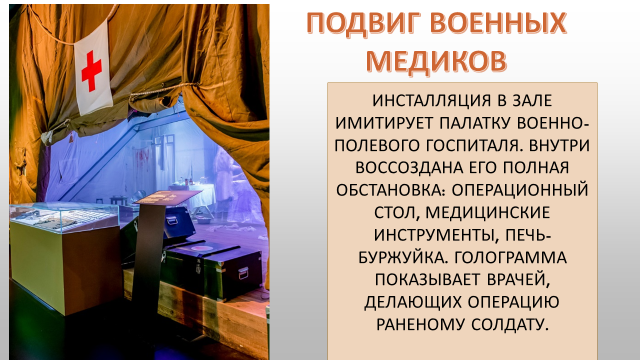 ПОДВИГ ВОЕННЫХ
МЕДИКОВ
ИНСТАЛЛЯЦИЯ В ЗАЛЕ
ИМИТИРУЕТ ПАЛАТКУ ВОЕННО-
ПОЛЕВОГО ГОСПИТАЛЯ. ВНУТРИ
ВОССОЗДАНА ЕГО ПОЛНАЯ
ОБСТАНОВКА: ОПЕРАЦИОННЫЙ
СТОЛ, МЕДИЦИНСКИЕ
ИНСТРУМЕНТЫ, ПЕЧЬ-
БУРЖУЙКА. ГОЛОГРАММА
ПОКАЗЫВАЕТ ВРАЧЕЙ,
ДЕЛАЮЩИХ ОПЕРАЦИЮ
РАНЕНОМУ СОЛДАТУ.